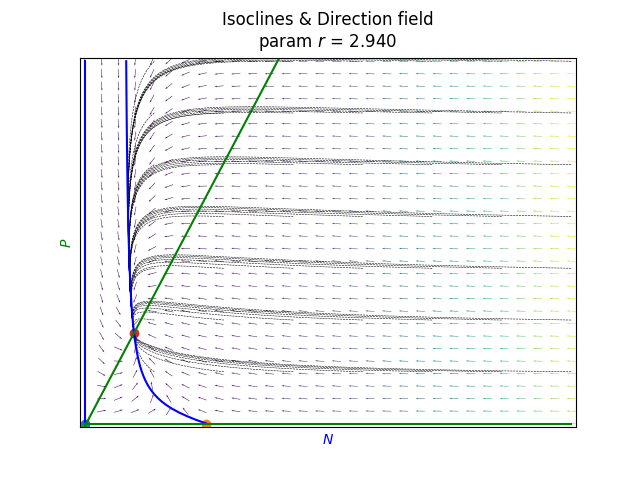 Isoclines & Direction field
param r = 2.940
P
N